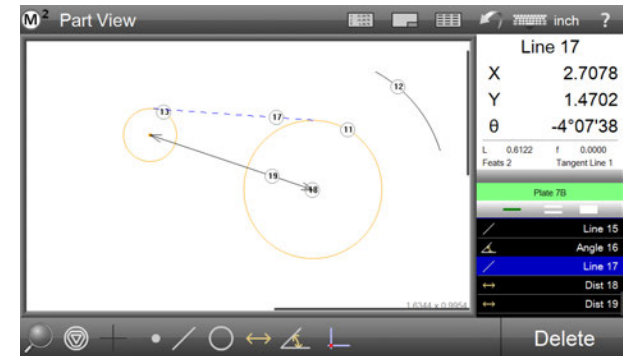 M² Part View
inch ?
Line 17
X 2.7078
Y 1.4702
θ -4°07'38
L 0.6122 f 0.0000
Feats 2 Tangent Line 1
Plate 7B
Line 15
Angle 16
Line 17
Dist 18
Dist 19
12
13
17
11
19
18
1.6344 x 0.9954
Delete